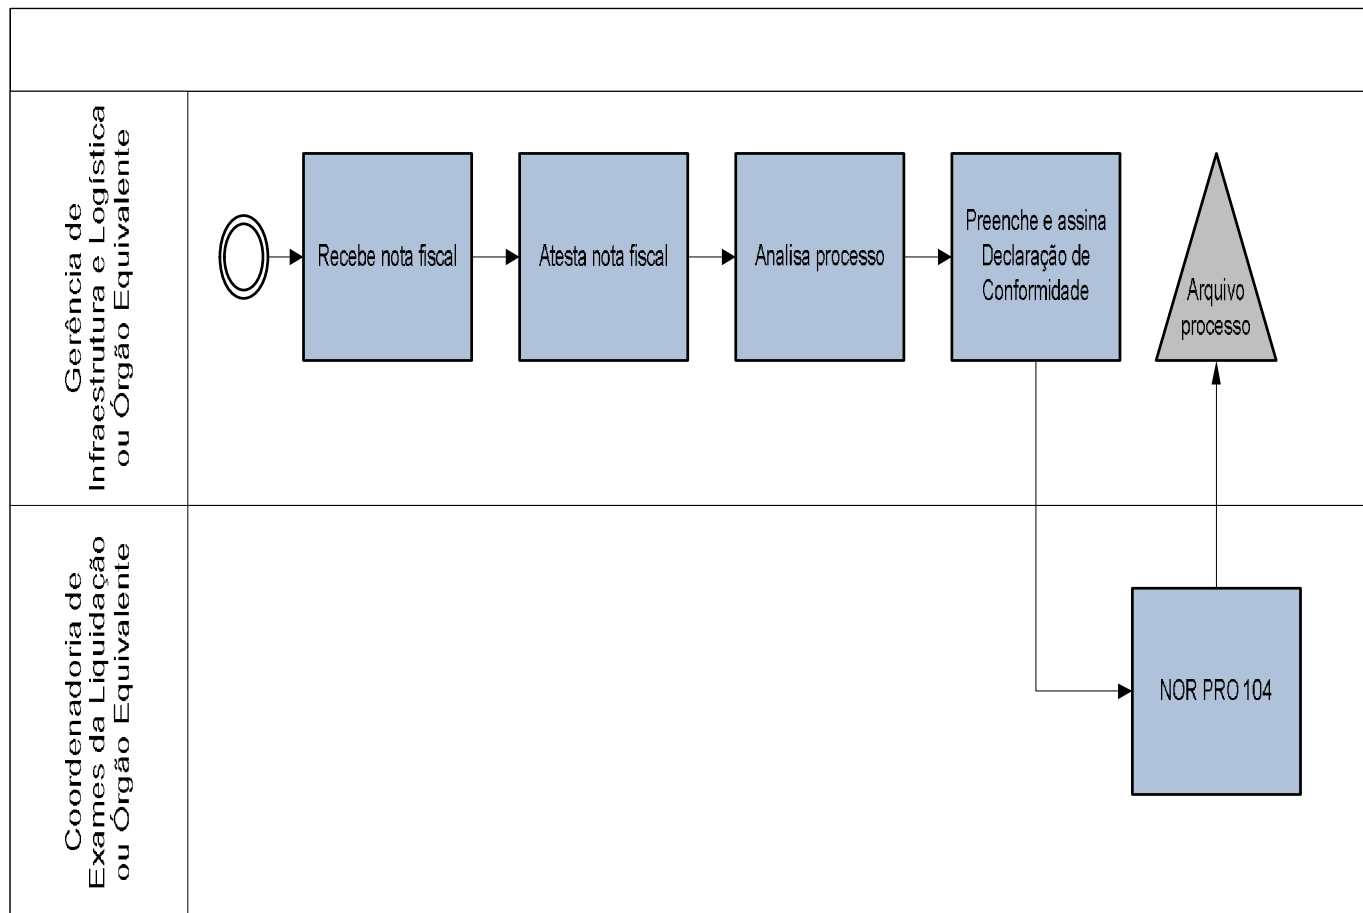 Gerência de
Infraestrutura e Logística
ou Órgão Equivalente
Recebe nota fiscal
Atesta nota fiscal
Analisa processo
Preenche e assina
Declaração de
Conformidade
Arquivo
processo
Coordenadoria de
Exames da Liquidação
ou Órgão Equivalente
NOR PRO 104